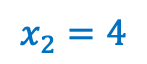 x₂ = 4